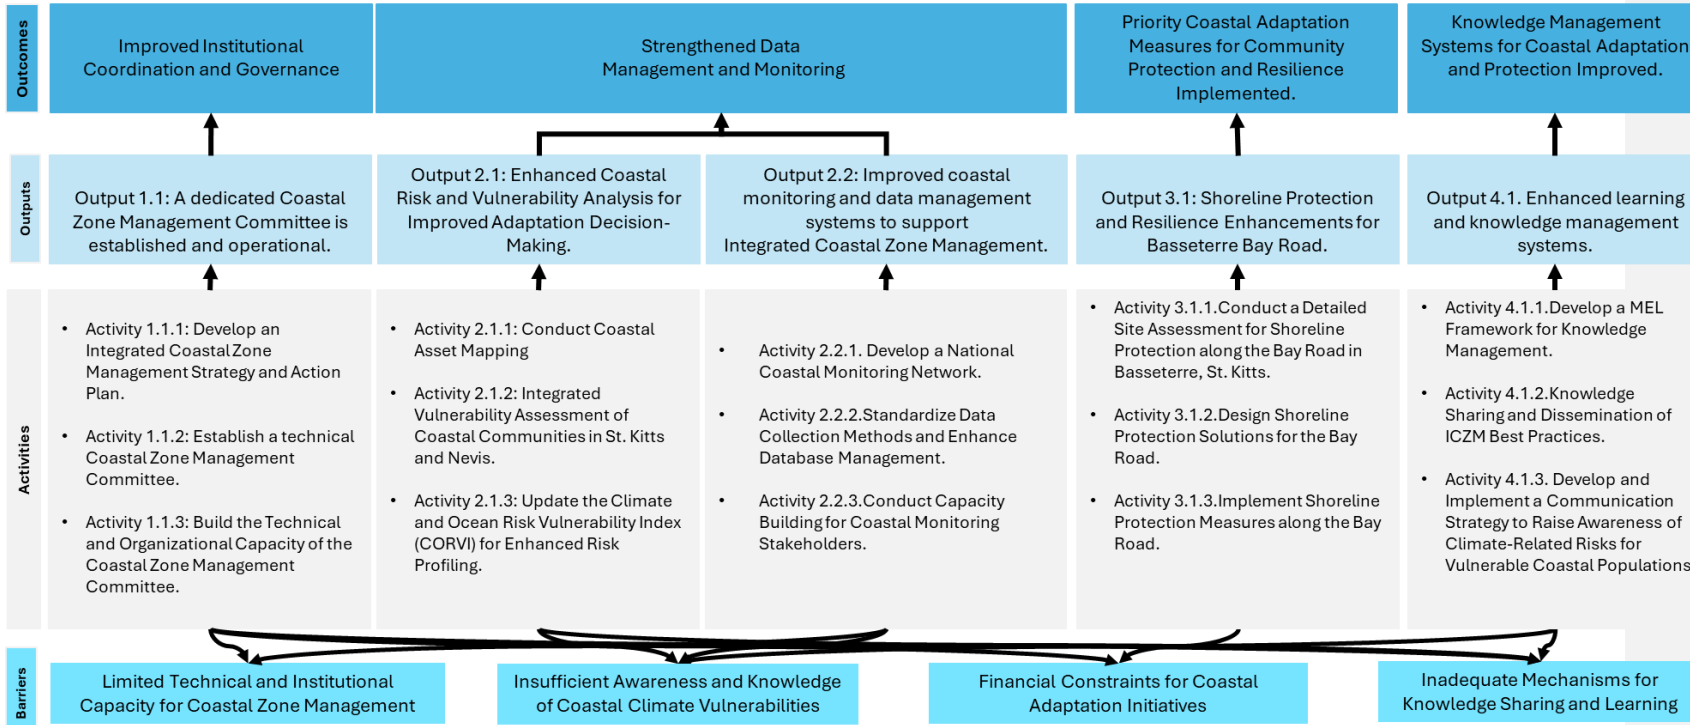 Outcomes
Improved Institutional
Coordination and Governance
Strengthened Data
Management and Monitoring
Priority Coastal Adaptation
Measures for Community
Protection and Resilience
Implemented.
Knowledge Management
Systems for Coastal Adaptation
and Protection Improved.
Outputs
Output 1.1: A dedicated Coastal
Zone Management Committee is
established and operational.
Output 2.1: Enhanced Coastal
Risk and Vulnerability Analysis for
Improved Adaptation Decision-
Making.
Output 2.2: Improved coastal
monitoring and data management
systems to support
Integrated Coastal Zone Management.
Output 3.1: Shoreline Protection
and Resilience Enhancements for
Basseterre Bay Road.
Output 4.1. Enhanced learning
and knowledge management
systems.
Activities
• Activity 1.1.1: Develop an
Integrated Coastal Zone
Management Strategy and Action
Plan.
• Activity 1.1.2: Establish a technical
Coastal Zone Management
Committee.
• Activity 1.1.3: Build the Technical
and Organizational Capacity of the
Coastal Zone Management
Committee.
• Activity 2.1.1: Conduct Coastal
Asset Mapping
• Activity 2.1.2: Integrated
Vulnerability Assessment of
Coastal Communities in St. Kitts
and Nevis.
• Activity 2.1.3: Update the Climate
and Ocean Risk Vulnerability Index
(CORVI) for Enhanced Risk
Profiling.
• Activity 2.2.1. Develop a National
Coastal Monitoring Network.
• Activity 2.2.2.Standardize Data
Collection Methods and Enhance
Database Management.
• Activity 2.2.3.Conduct Capacity
Building for Coastal Monitoring
Stakeholders.
• Activity 3.1.1.Conduct a Detailed
Site Assessment for Shoreline
Protection along the Bay Road in
Basseterre, St. Kitts.
• Activity 3.1.2.Design Shoreline
Protection Solutions for the Bay
Road.
• Activity 3.1.3.Implement Shoreline
Protection Measures along the Bay
Road.
• Activity 4.1.1.Develop a MEL
Framework for Knowledge
Management.
• Activity 4.1.2.Knowledge
Sharing and Dissemination of
ICZM Best Practices.
• Activity 4.1.3. Develop and
Implement a Communication
Strategy to Raise Awareness of
Climate-Related Risks for
Vulnerable Coastal Populations
Barriers
Limited Technical and Institutional
Capacity for Coastal Zone Management
Insufficient Awareness and Knowledge
of Coastal Climate Vulnerabilities
Financial Constraints for Coastal
Adaptation Initiatives
Inadequate Mechanisms for
Knowledge Sharing and Learning